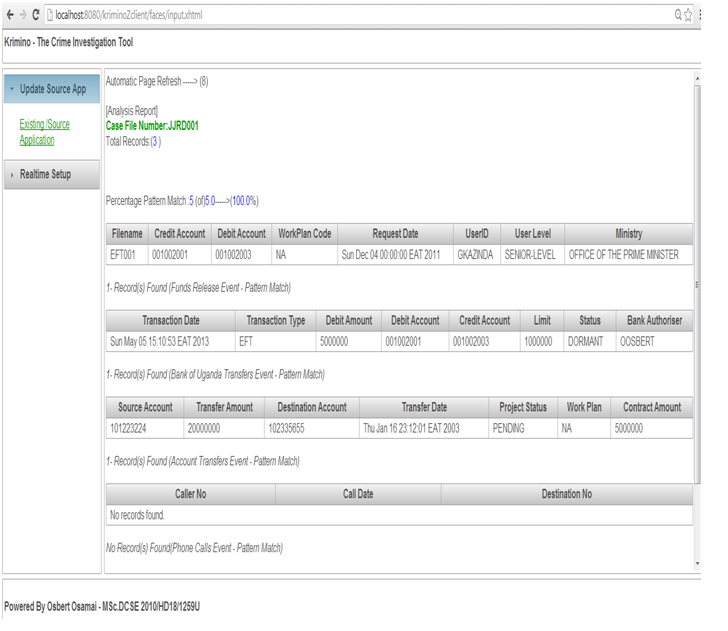 localhost:8080/kriminoZclient/faces/input.xhtml
Krimino - The Crime Investigation Tool
Update Source App
Existing /Source
Application
Realtime Setup
Automatic Page Refresh -----> (8)
[Analysis Report]
Case File Number:JJRD001
Total Records:(3 )
Percentage Pattern Match :5 (of)5.0----->(100.0%)
Filename Credit Account Debit Account WorkPlan Code Request Date UserID User Level Ministry
EFT001 001002001 001002003 NA Sun Dec 04 00:00:00 EAT 2011 GKAZINDA SENIOR-LEVEL OFFICE OF THE PRIME MINISTER
1- Record(s) Found (Funds Release Event - Pattern Match)
Transaction Date Transaction Type Debit Amount Debit Account Credit Account Limit Status Bank Authoriser
Sun May 05 15:10:53 EAT 2013 EFT 5000000 001002001 001002003 1000000 DORMANT OOSBERT
1- Record(s) Found (Bank of Uganda Transfers Event - Pattern Match)
Source Account Transfer Amount Destination Account Transfer Date Project Status Work Plan Contract Amount
101223224 20000000 102335655 Thu Jan 16 23:12:01 EAT 2003 PENDING NA 5000000
1- Record(s) Found (Account Transfers Event - Pattern Match)
Caller No Call Date Destination No
No records found.
No Record(s) Found(Phone Calls Event - Pattern Match)
Powered By Osbert Osamai - MSc.DCSE 2010/HD18/1259U